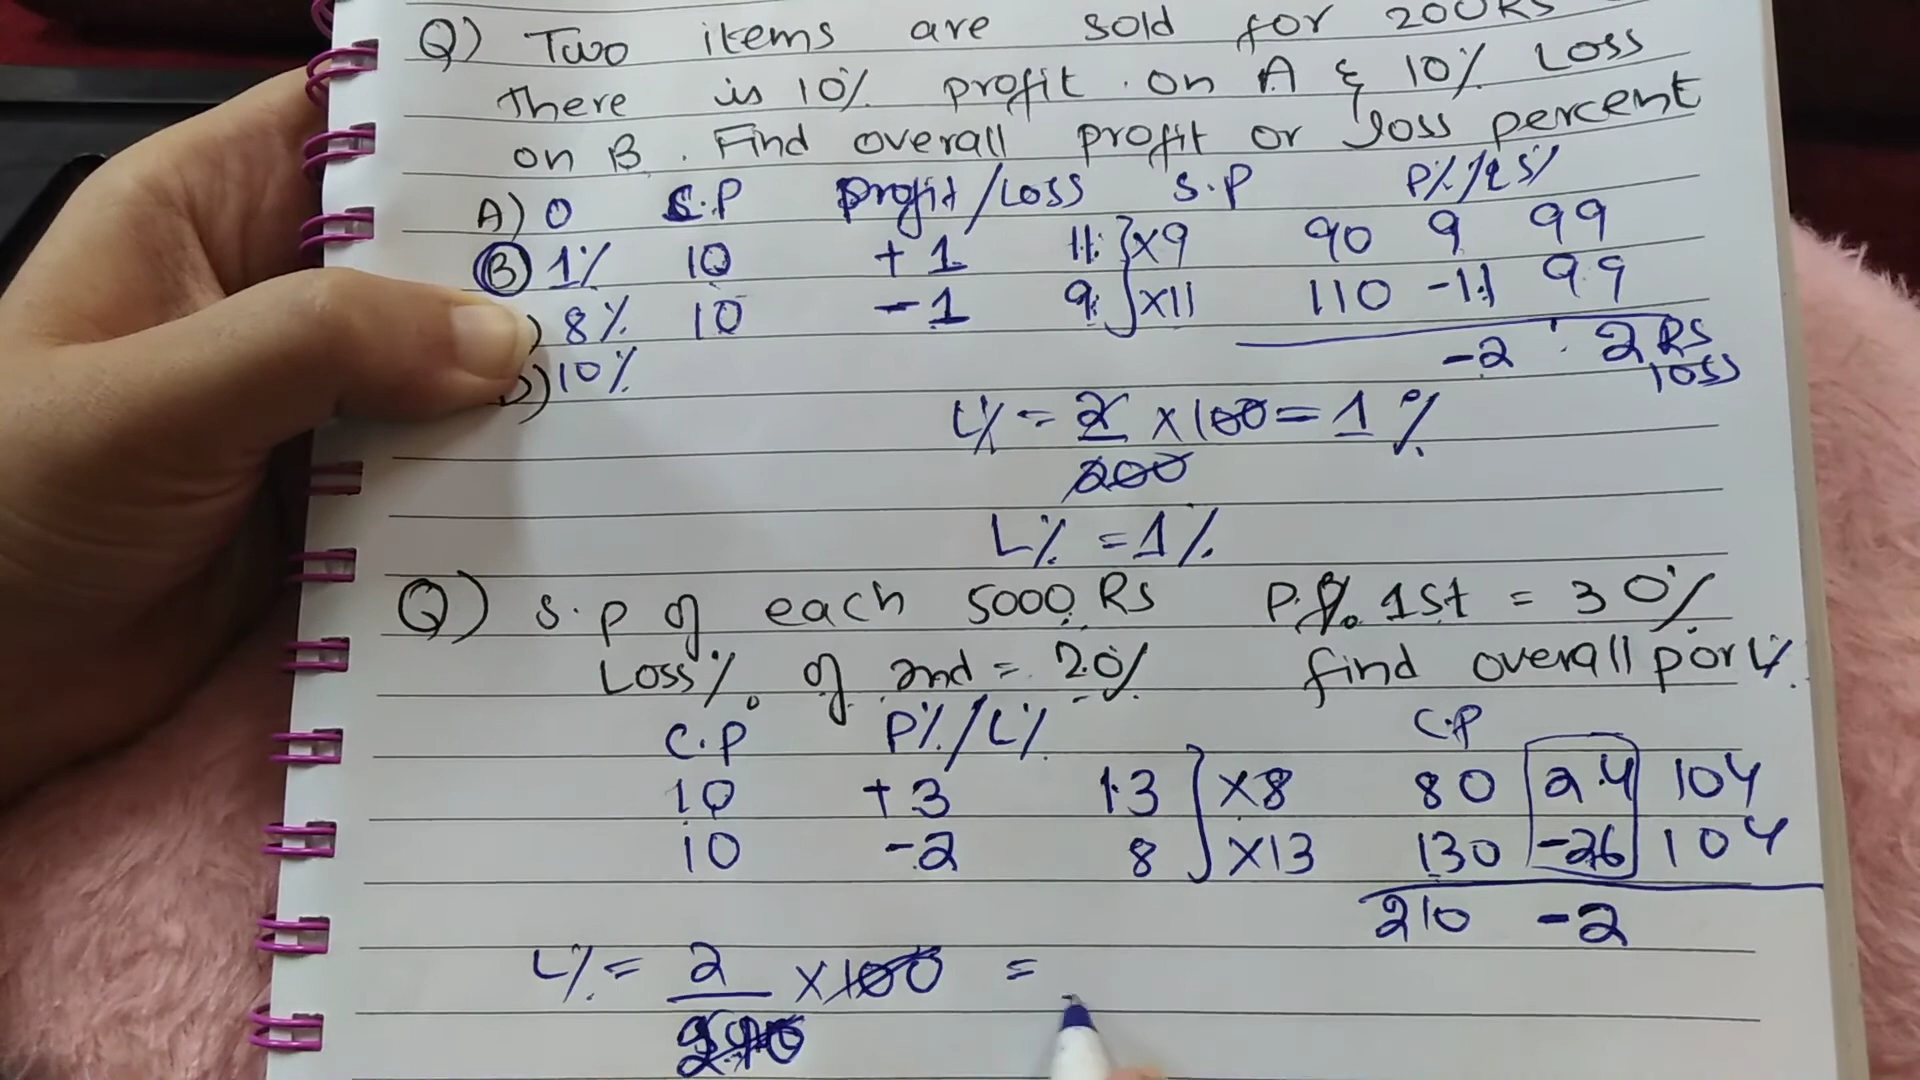 Q) Two items are sold for 200RS
There is 10% profit on A & 10% Loss
on B. Find overall profit or loss percent
A) 0 C.P Profit/Loss S.P P%/LS%
B) 1% 10 +1 11 ×9 90 9 99
) 8% 10 -1 9 ×11 110 -11 99
D) 10% -2 2 RS
loss
L% = 2 × 100 = 1 %
200
L% = 1%
Q) S.P of each 5000 RS P.% 1st = 30%
Loss% of 2nd = 20% find overall p or L%.
C.P P%/L% C.P
10 +3 13 ×8 80 24 104
10 -2 8 ×13 130 -26 104
210 -2
L% = 2 ×100 =